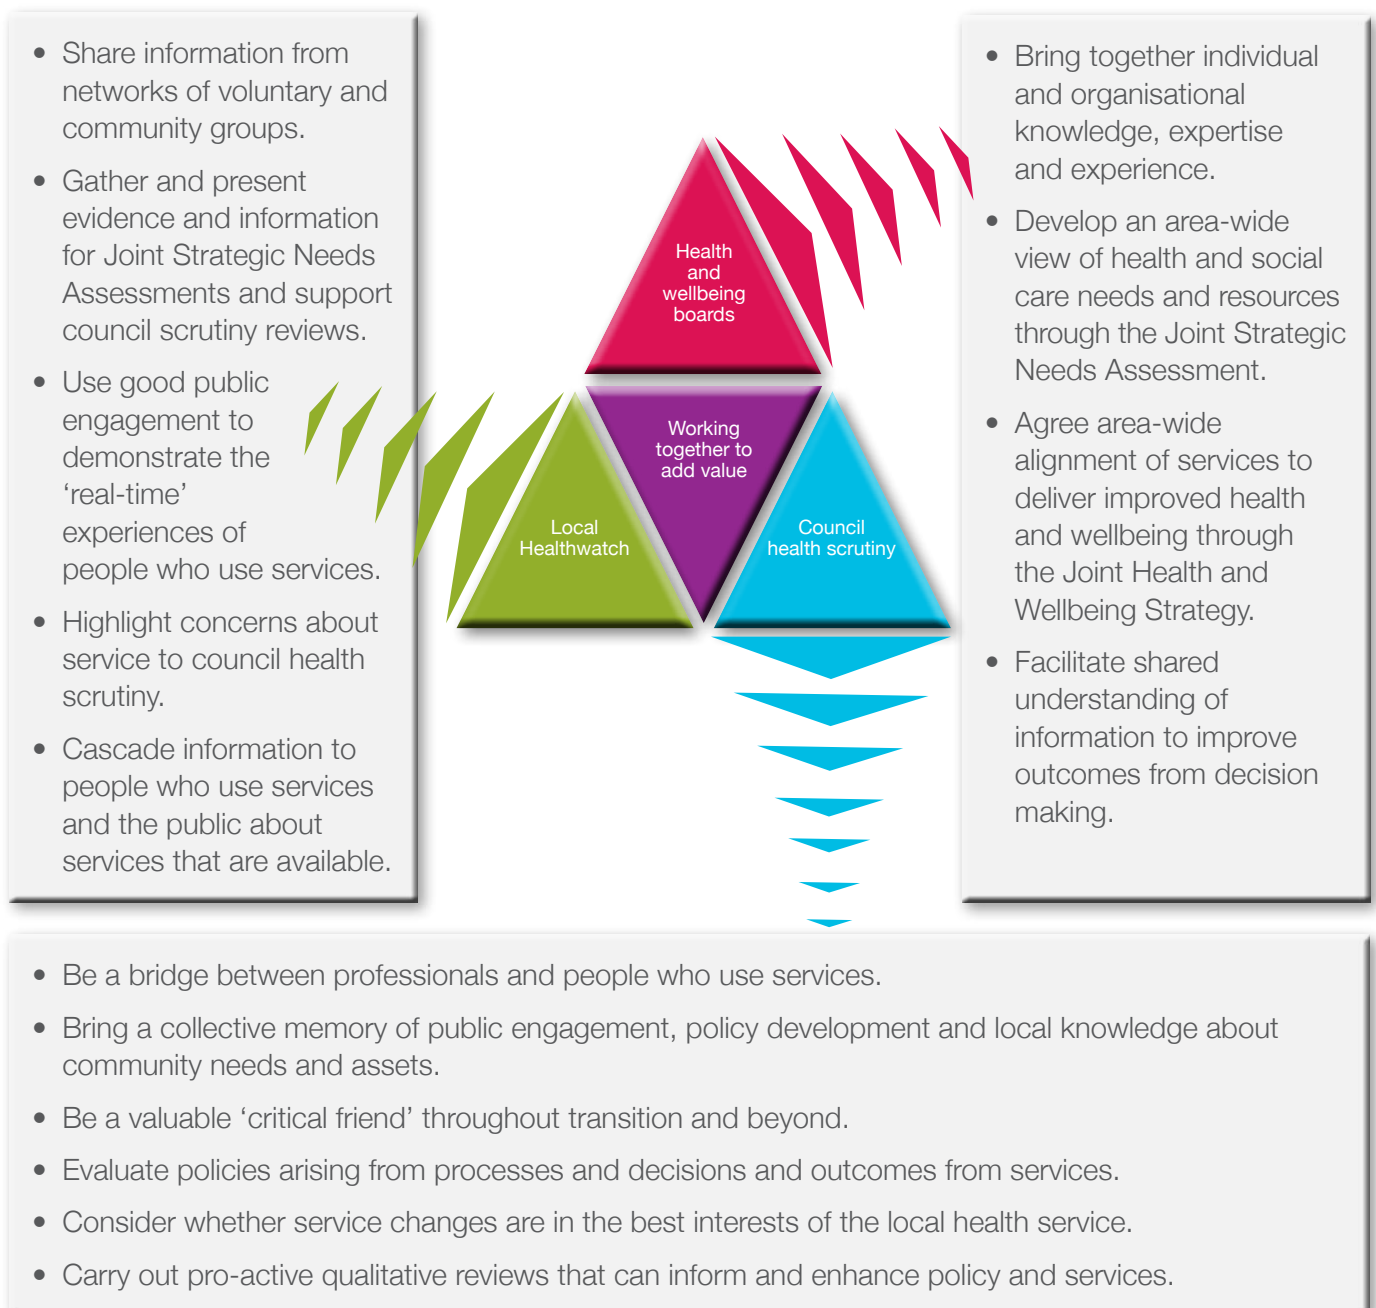 • Share information from
networks of voluntary and
community groups.
• Gather and present
evidence and information
for Joint Strategic Needs
Assessments and support
council scrutiny reviews.
• Use good public
engagement to
demonstrate the
‘real-time’
experiences of
people who use services.
• Highlight concerns about
service to council health
scrutiny.
• Cascade information to
people who use services
and the public about
services that are available.
Health
and
wellbeing
boards
Working
together to
add value
Local
Healthwatch
Council
health scrutiny
• Bring together individual
and organisational
knowledge, expertise
and experience.
• Develop an area-wide
view of health and social
care needs and resources
through the Joint Strategic
Needs Assessment.
• Agree area-wide
alignment of services to
deliver improved health
and wellbeing through
the Joint Health and
Wellbeing Strategy.
• Facilitate shared
understanding of
information to improve
outcomes from decision
making.
• Be a bridge between professionals and people who use services.
• Bring a collective memory of public engagement, policy development and local knowledge about
community needs and assets.
• Be a valuable ‘critical friend’ throughout transition and beyond.
• Evaluate policies arising from processes and decisions and outcomes from services.
• Consider whether service changes are in the best interests of the local health service.
• Carry out pro-active qualitative reviews that can inform and enhance policy and services.